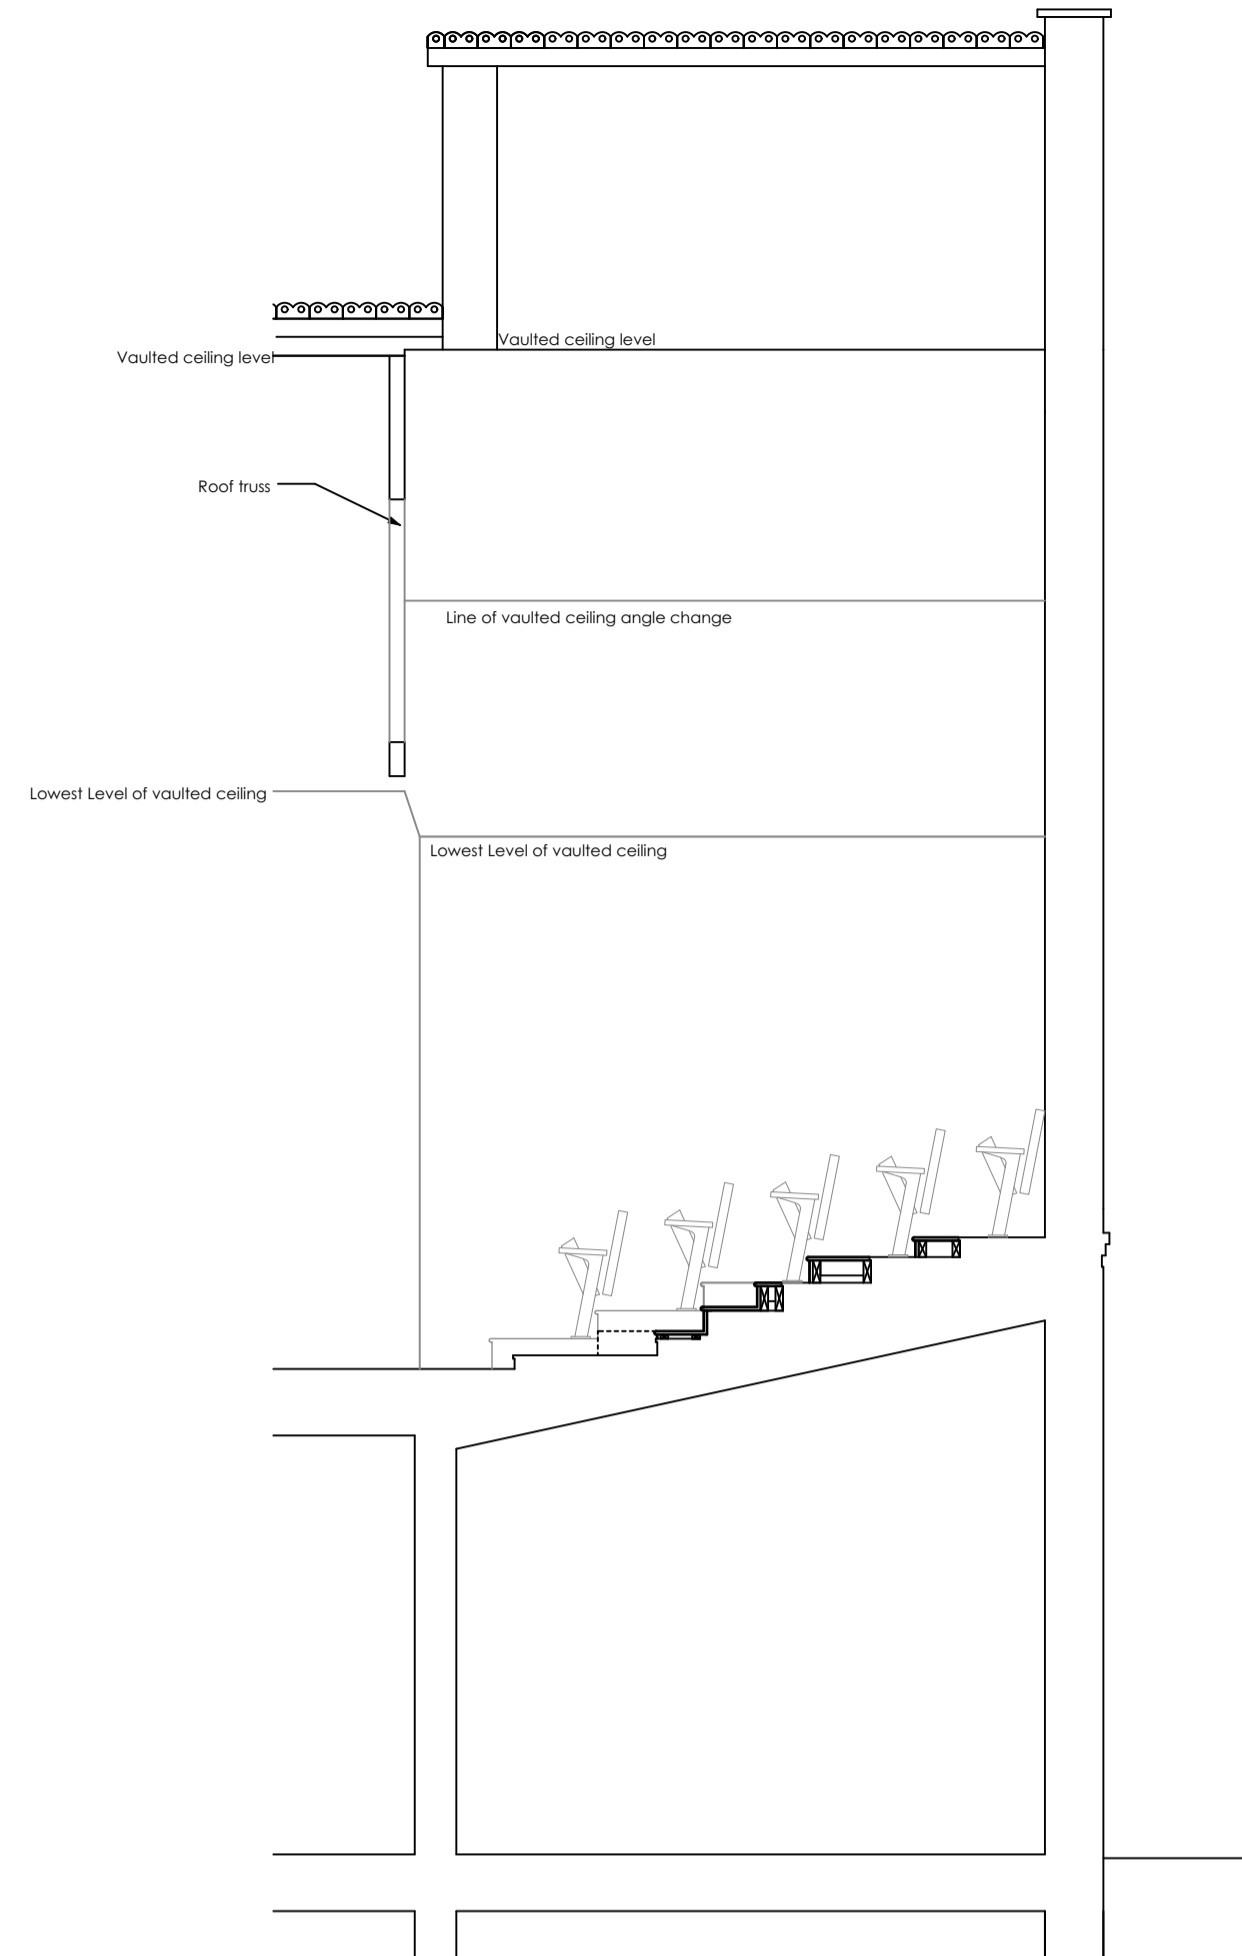 Vaulted ceiling level
Vaulted ceiling level
Roof truss
Line of vaulted ceiling angle change
Lowest Level of vaulted ceiling
Lowest Level of vaulted ceiling